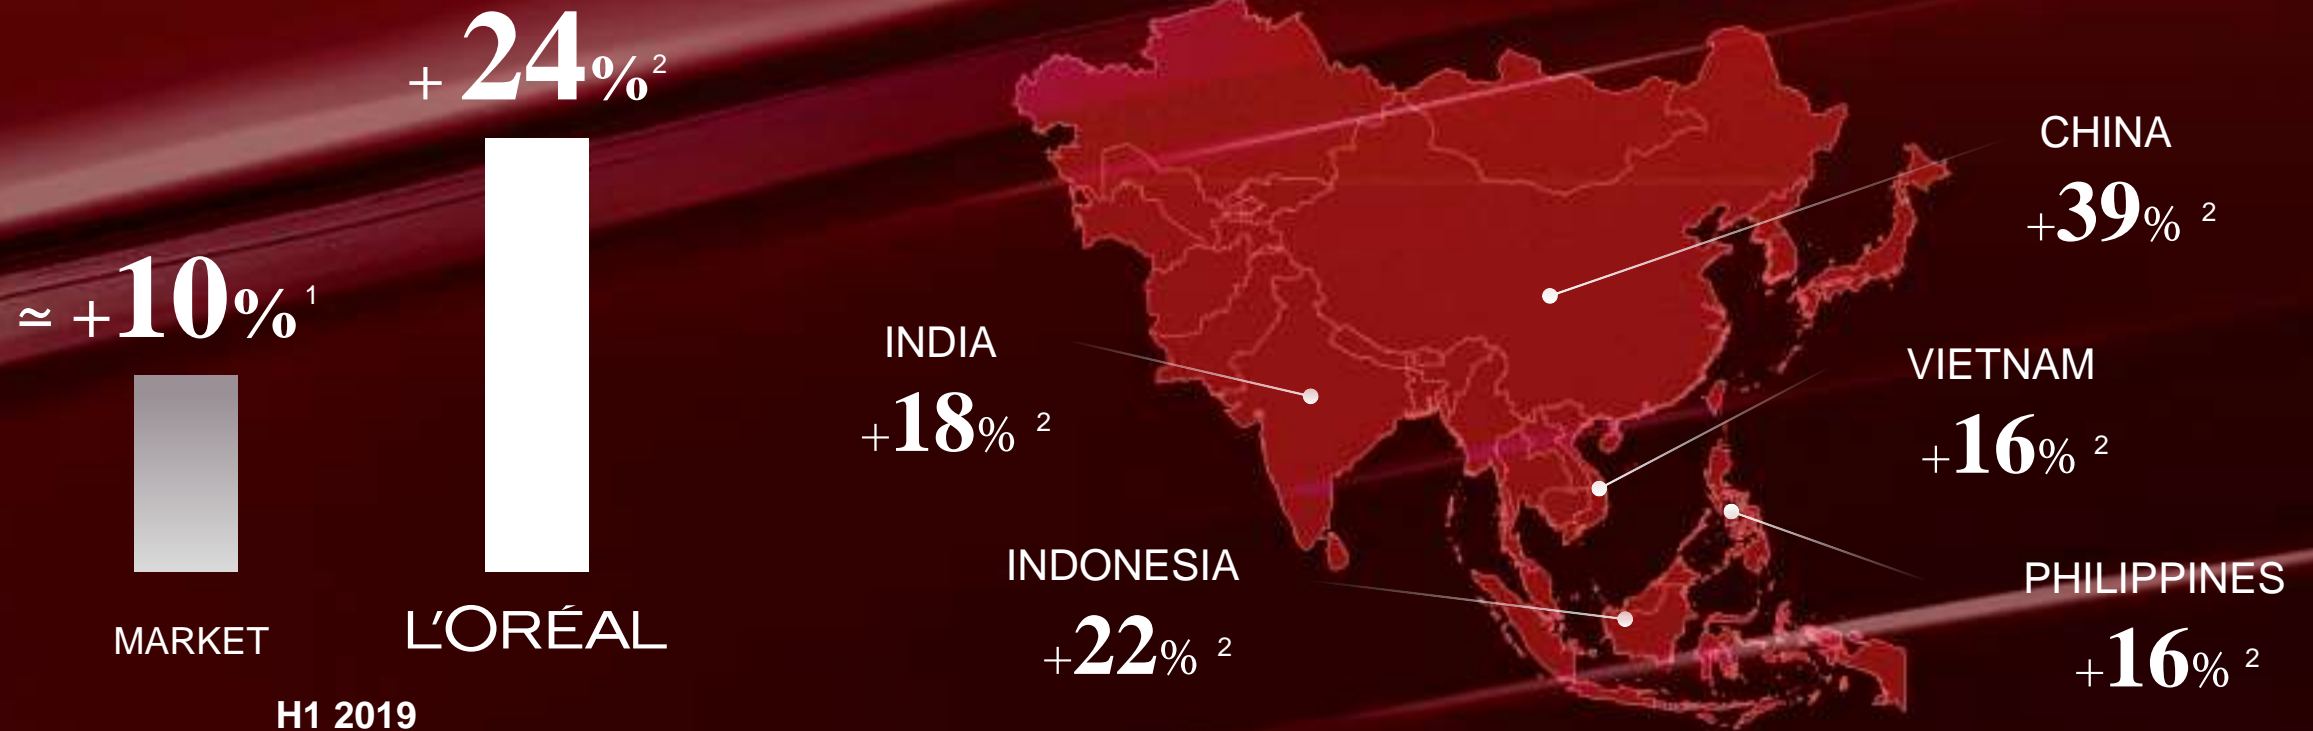 + 24%²
≃ +10%¹
MARKET
L'ORÉAL
H1 2019
CHINA
+39% ²
INDIA
+18% ²
VIETNAM
+16% ²
INDONESIA
+22% ²
PHILIPPINES
+16% ²